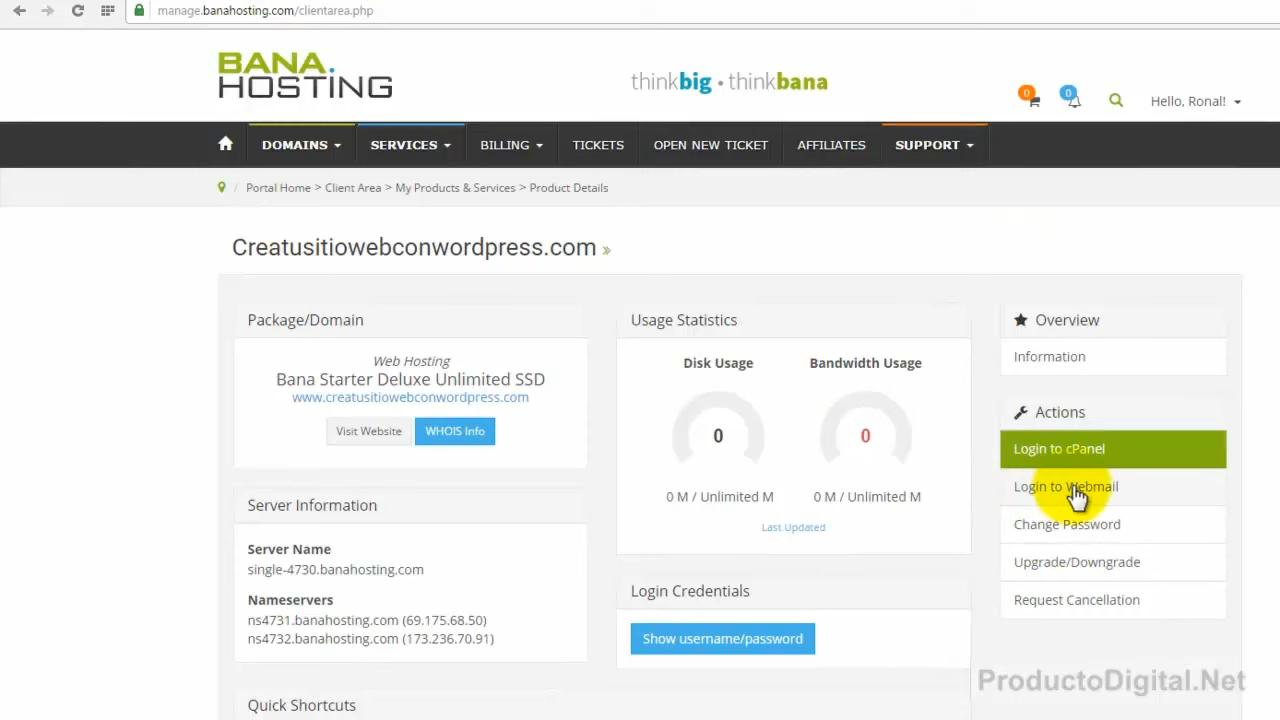 manage.banahosting.com/clientarea.php
BANA.
HOSTING
thinkbig • thinkbana
0
0
Hello, Ronal!
DOMAINS
SERVICES
BILLING
TICKETS
OPEN NEW TICKET
AFFILIATES
SUPPORT
/ Portal Home > Client Area > My Products & Services > Product Details
Creatusitiowebconwordpress.com »
Package/Domain
Web Hosting
Bana Starter Deluxe Unlimited SSD
www.creatusitiowebconwordpress.com
Visit Website
WHOIS Info
Server Information
Server Name
single-4730.banahosting.com
Nameservers
ns4731.banahosting.com (69.175.68.50)
ns4732.banahosting.com (173.236.70.91)
Quick Shortcuts
Usage Statistics
Disk Usage
Bandwidth Usage
0
0
0 M / Unlimited M
0 M / Unlimited M
Last Updated
Login Credentials
Show username/password
Overview
Information
Actions
Login to cPanel
Login to Webmail
Change Password
Upgrade/Downgrade
Request Cancellation
ProductoDigital.Net